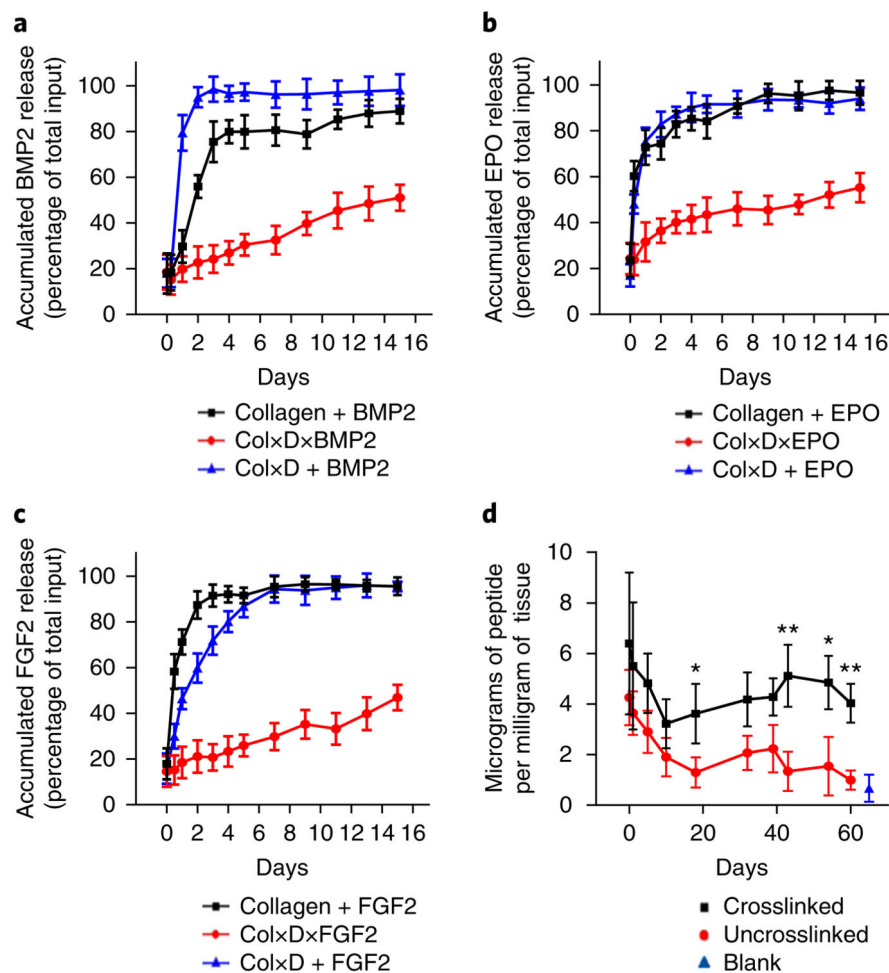 a
Accumulated BMP2 release
(percentage of total input)
100
80
60
40
20
0
0 2 4 6 8 10 12 14 16
Days
Collagen + BMP2
Col×D×BMP2
Col×D + BMP2
b
Accumulated EPO release
(percentage of total input)
100
80
60
40
20
0
0 2 4 6 8 10 12 14 16
Days
Collagen + EPO
Col×D×EPO
Col×D + EPO
c
Accumulated FGF2 release
(percentage of total input)
100
80
60
40
20
0
0 2 4 6 8 10 12 14 16
Days
Collagen + FGF2
Col×D×FGF2
Col×D + FGF2
d
Micrograms of peptide
per milligram of tissue
10
8
6
4
2
0
* ** * **
0 20 40 60
Days
Crosslinked
Uncrosslinked
Blank